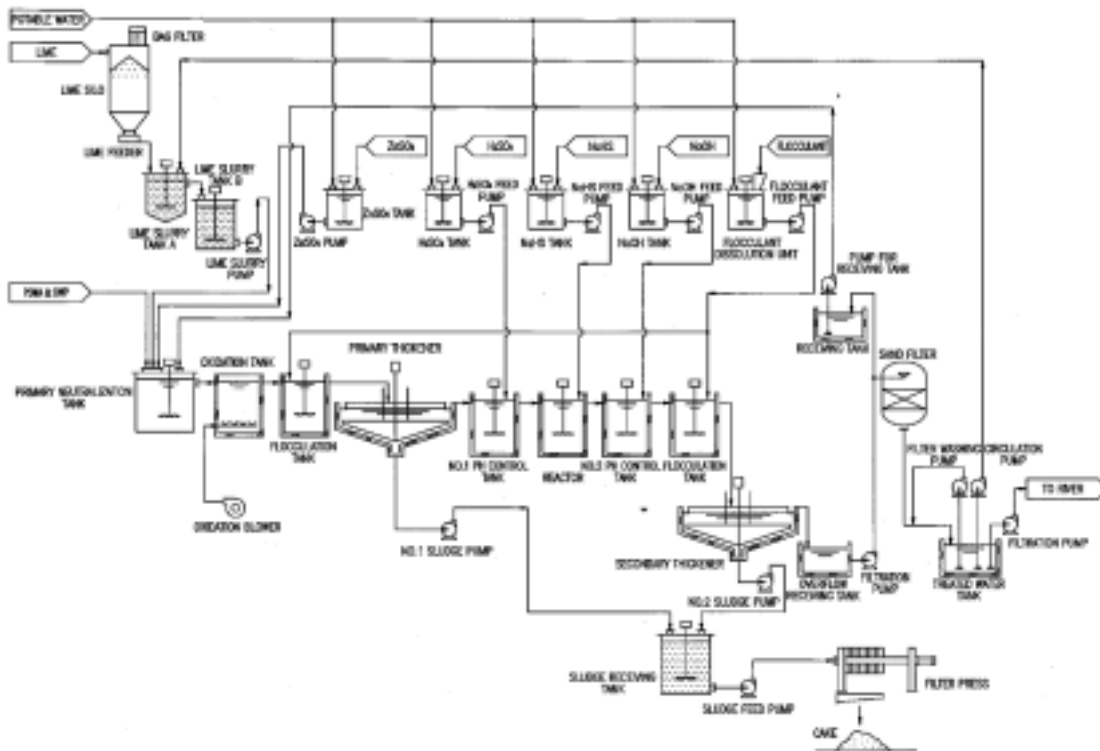 POTABLE WATER
BAG FILTER
LIME
LIME SILO
LIME FEEDER
LIME SLURRY
TANK B
LIME SLURRY
TANK A
LIME SLURRY
PUMP
ZnSO4
H2SO4
NaHS
NaOH
FLOCCULANT
ZnSO4 TANK
ZnSO4 PUMP
H2SO4 FEED
PUMP
H2SO4 TANK
NaHS FEED
PUMP
NaHS TANK
NaOH FEED
PUMP
NaOH TANK
FLOCCULANT
FEED PUMP
FLOCCULANT
DISSOLUTION UNIT
PUMP FOR
RECEIVING TANK
RECEIVING TANK
SAND FILTER
OXIDATION TANK
PRIMARY THICKENER
PRIMARY NEUTRALIZATION
TANK
FLOCCULATION
TANK
OXIDATION BLOWER
NO.1 PH CONTROL
TANK
REACTOR
NO.2 PH CONTROL
TANK
FLOCCULATION
TANK
NO.1 SLUDGE PUMP
SECONDARY THICKENER
NO.2 SLUDGE PUMP
OVERFLOW
RECEIVING TANK
FILTRATION
PUMP
FILTER WASHING
PUMP
CIRCULATION
PUMP
TO RIVER
FILTRATION PUMP
TREATED WATER
TANK
SLUDGE RECEIVING
TANK
SLUDGE FEED PUMP
FILTER PRESS
CAKE